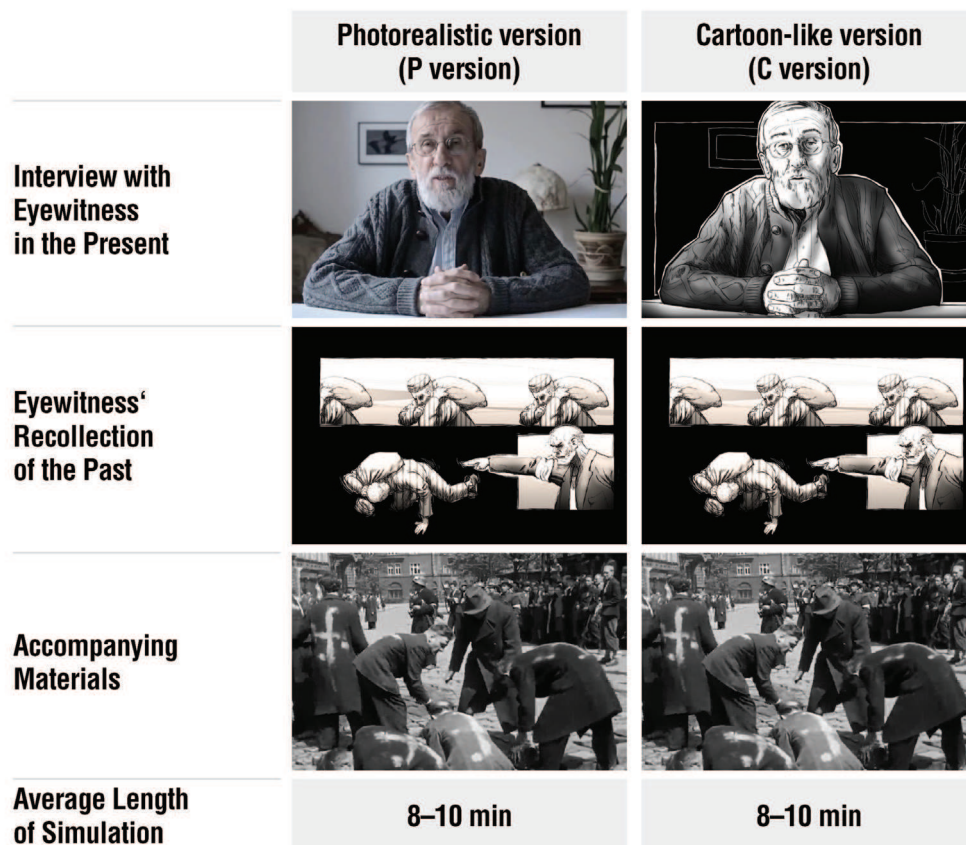 Photorealistic version
(P version)
Cartoon-like version
(C version)
Interview with
Eyewitness
in the Present
Eyewitness‘
Recollection
of the Past
Accompanying
Materials
Average Length
of Simulation
8–10 min
8–10 min